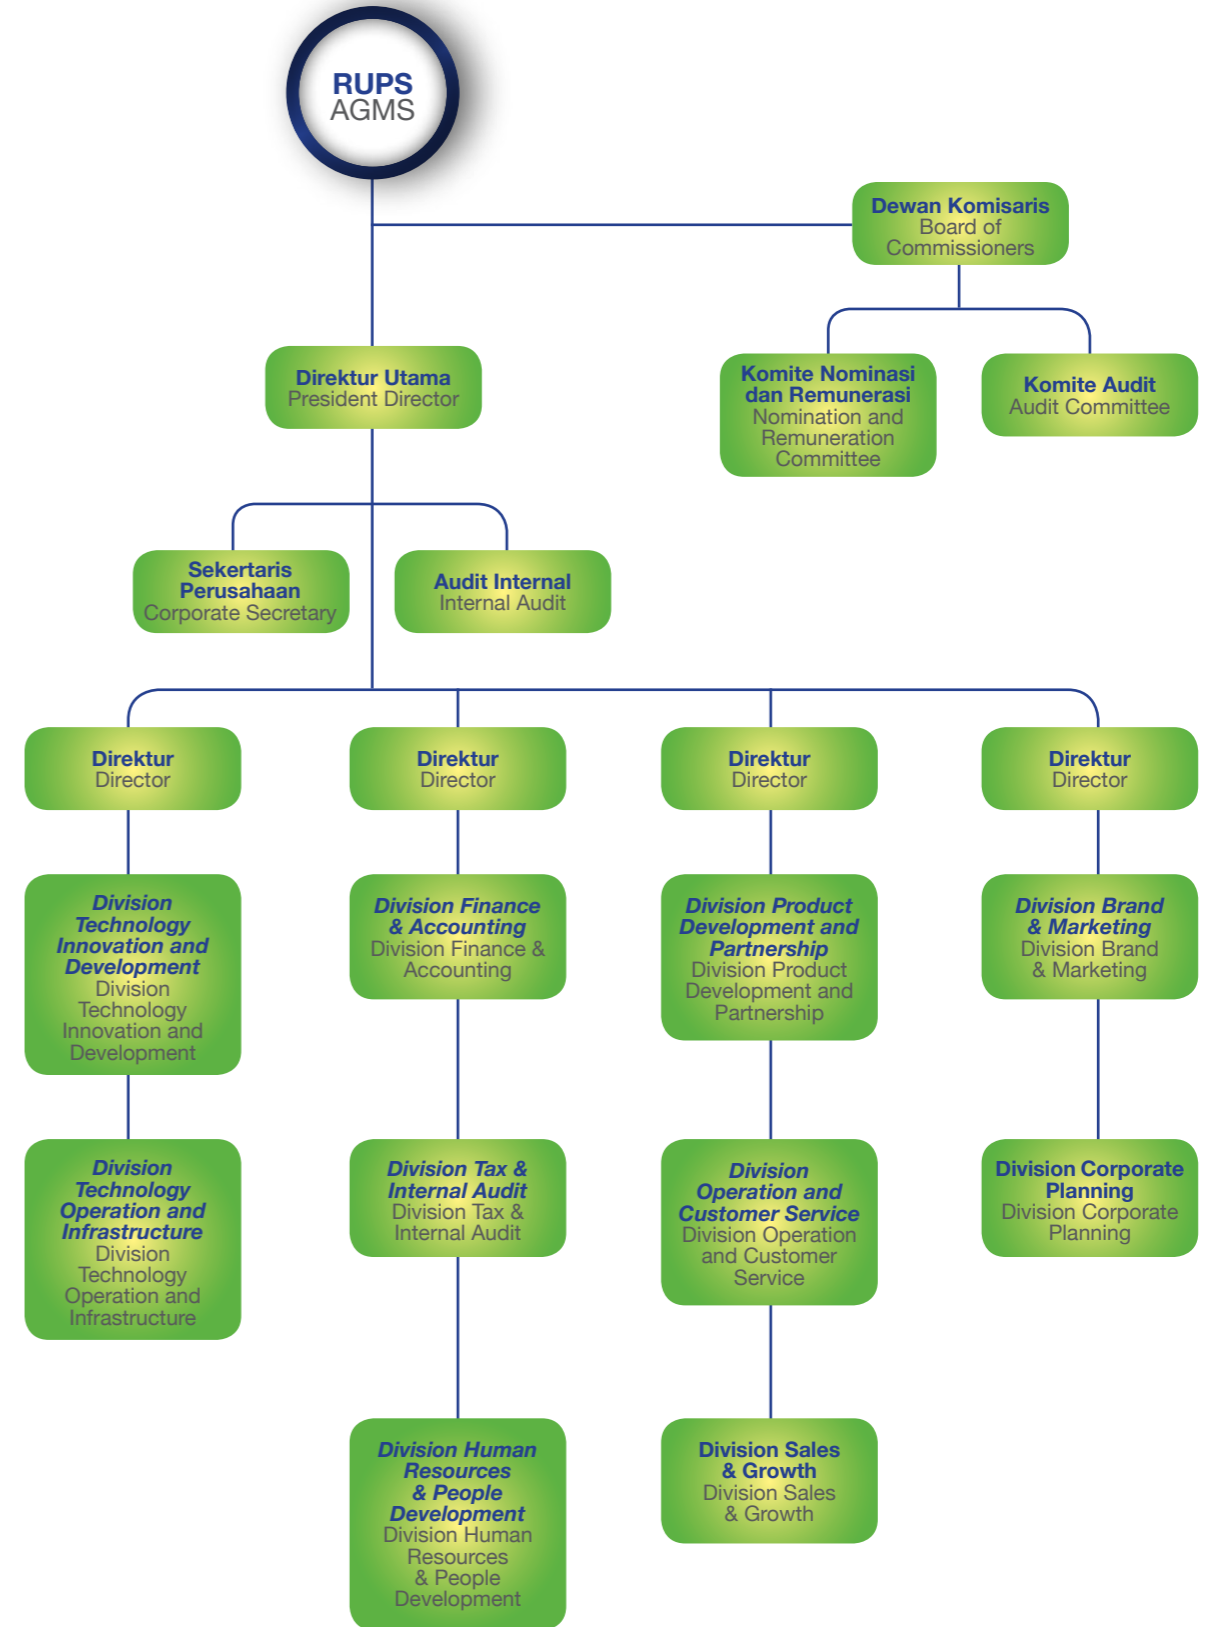 RUPS
AGMS
Dewan Komisaris
Board of
Commissioners
Direktur Utama
President Director
Komite Nominasi
dan Remunerasi
Nomination and
Remuneration
Committee
Komite Audit
Audit Committee
Sekertaris
Perusahaan
Corporate Secretary
Audit Internal
Internal Audit
Direktur
Director
Direktur
Director
Direktur
Director
Direktur
Director
Division
Technology
Innovation and
Development
Division
Technology
Innovation and
Development
Division Finance
& Accounting
Division Finance &
Accounting
Division Product
Development and
Partnership
Division Product
Development and
Partnership
Division Brand
& Marketing
Division Brand
& Marketing
Division
Technology
Operation and
Infrastructure
Division
Technology
Operation and
Infrastructure
Division Tax &
Internal Audit
Division Tax &
Internal Audit
Division
Operation and
Customer Service
Division Operation
and Customer
Service
Division Corporate
Planning
Division Corporate
Planning
Division Human
Resources
& People
Development
Division Human
Resources
& People
Development
Division Sales
& Growth
Division Sales
& Growth